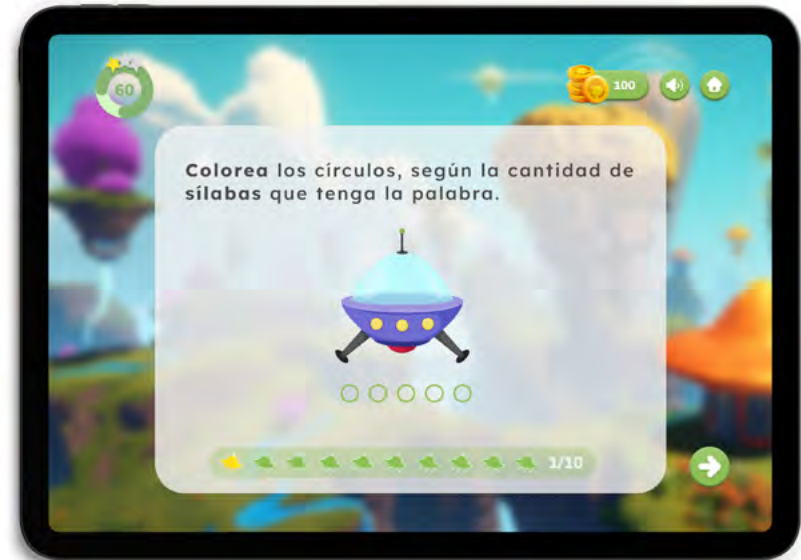 60
100
Colorea los círculos, según la cantidad de
sílabas que tenga la palabra.
1/10